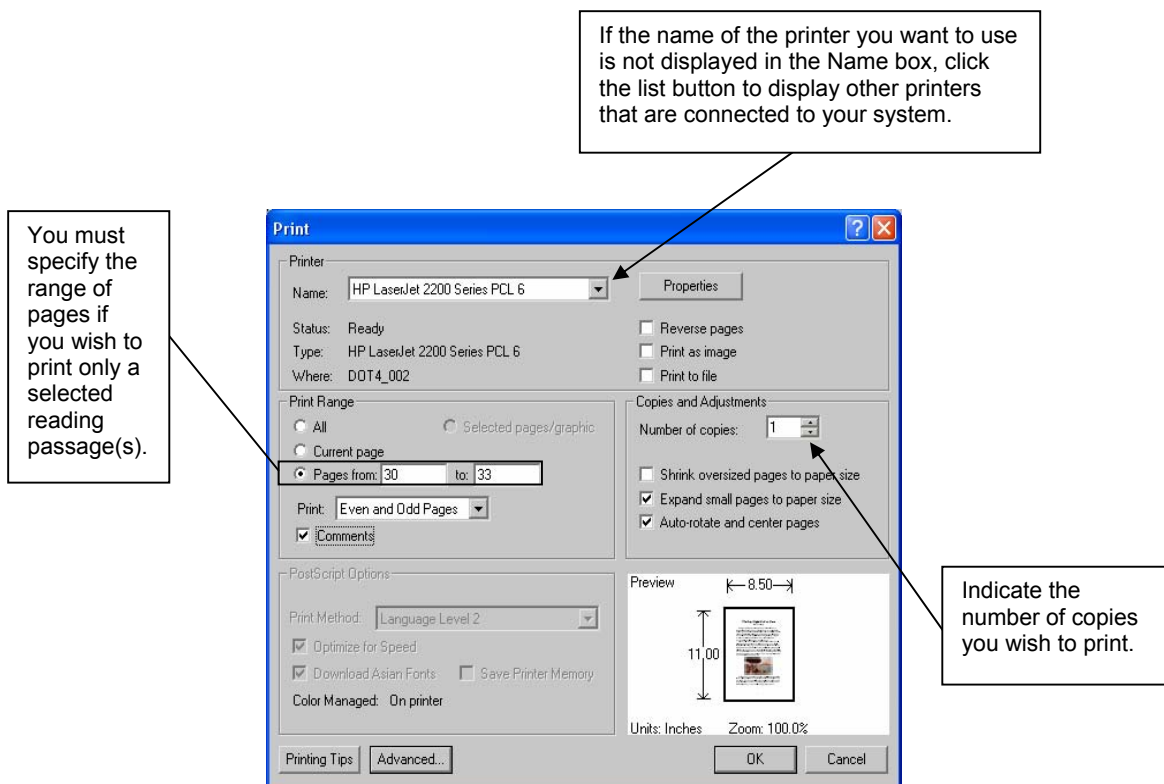 If the name of the printer you want to use
is not displayed in the Name box, click
the list button to display other printers
that are connected to your system.
You must
specify the
range of
pages if
you wish to
print only a
selected
reading
passage(s).
Print
Printer
Name: HP LaserJet 2200 Series PCL 6 Properties
Status: Ready Reverse pages
Type: HP LaserJet 2200 Series PCL 6 Print as image
Where: DOT4_002 Print to file
Print Range
All Selected pages/graphic
Current page
Pages from: 30 to: 33
Print: Even and Odd Pages
Comments
Copies and Adjustments
Number of copies: 1
Shrink oversized pages to paper size
Expand small pages to paper size
Auto-rotate and center pages
Indicate the
number of copies
you wish to print.
PostScript Options
Print Method: Language Level 2
Optimize for Speed
Download Asian Fonts Save Printer Memory
Color Managed: On printer
Preview 8.50
11.00
Units: Inches Zoom: 100.0%
Printing Tips Advanced... OK Cancel